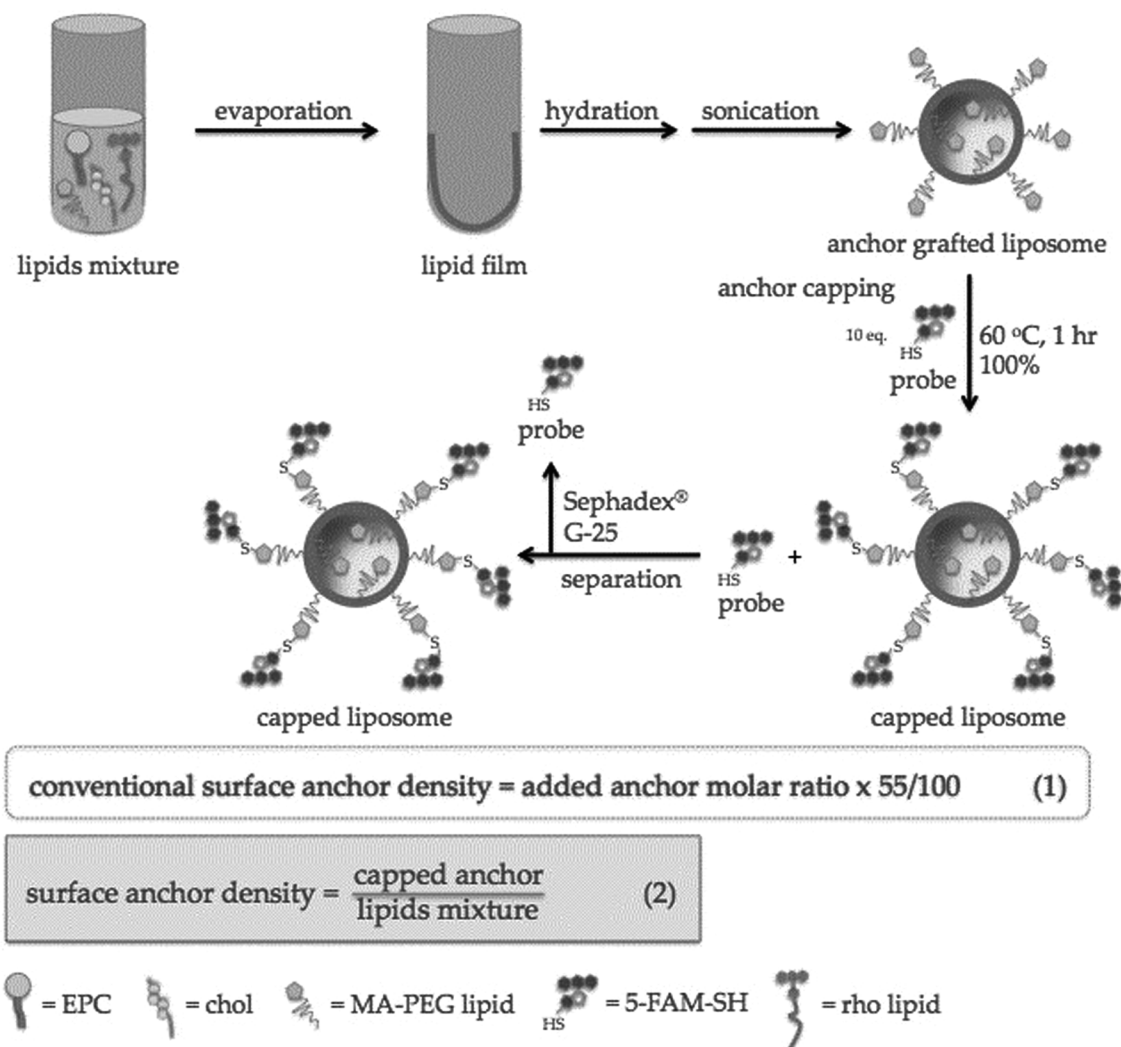 evaporation
hydration
sonication
lipids mixture
lipid film
anchor grafted liposome
anchor capping
10 eq.
HS
probe
60 °C, 1 hr
100%
HS
probe
Sephadex®
G-25
separation
HS
probe
+
S
S
S
S
S
S
S
S
S
S
S
S
capped liposome
capped liposome
conventional surface anchor density = added anchor molar ratio x 55/100 (1)
surface anchor density = capped anchor
lipids mixture
(2)
= EPC
= chol
= MA-PEG lipid
HS
= 5-FAM-SH
= rho lipid